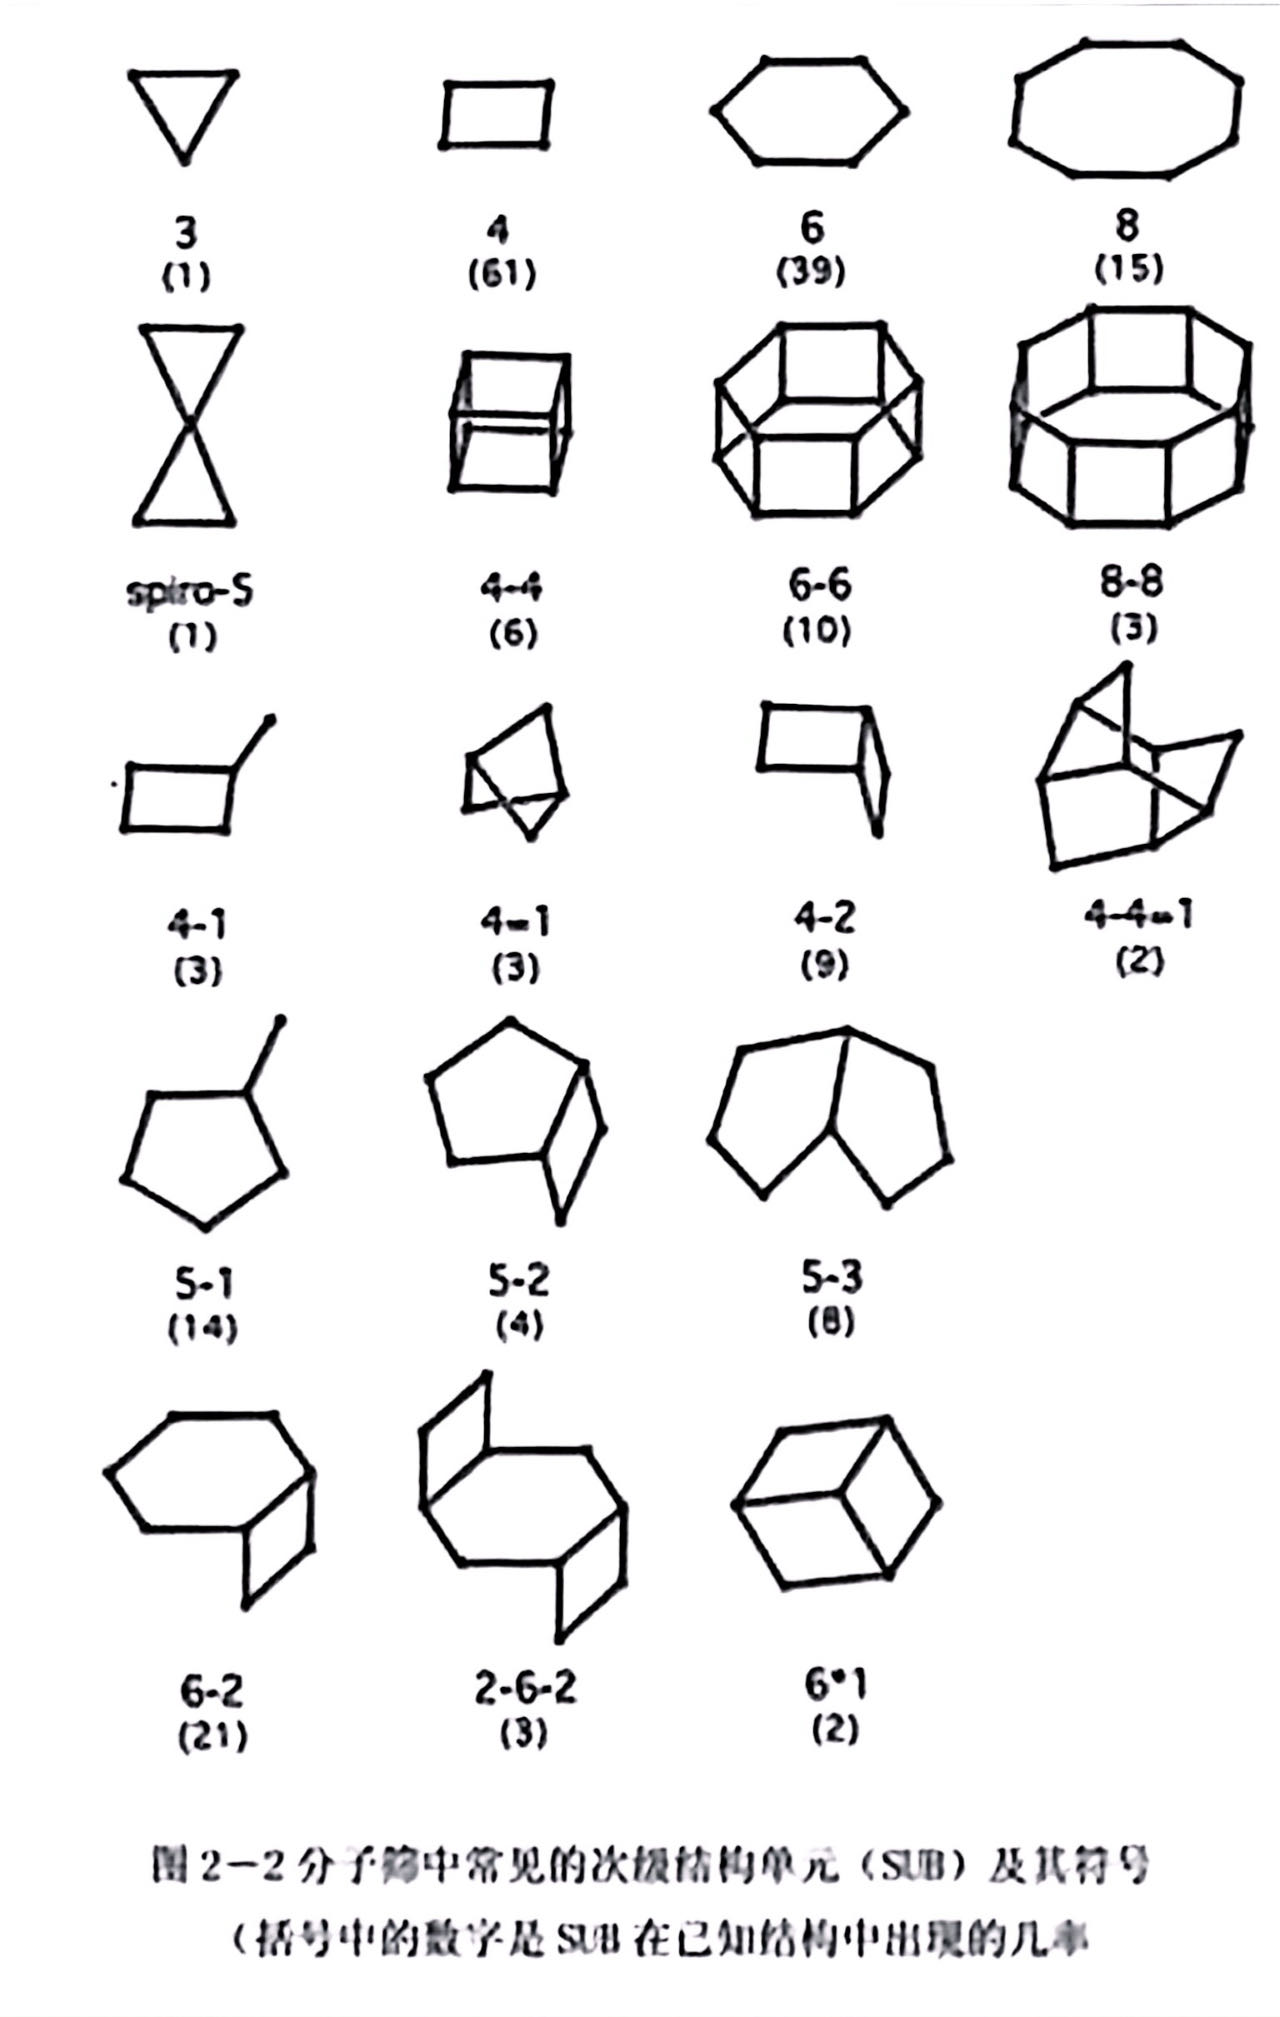 3 4 6 8
(1) (61) (39) (15)
spiro-5 4-4 6-6 8-8
(1) (6) (10) (3)
4-1 4=1 4-2 4-4=1
(3) (3) (9) (2)
5-1 5-2 5-3
(14) (4) (8)
6-2 2-6-2 6*1
(21) (3) (2)
图2-2分子筛中常见的次级结构单元（SUB）及其符号
（括号中的数字是SUB在已知结构中出现的几率